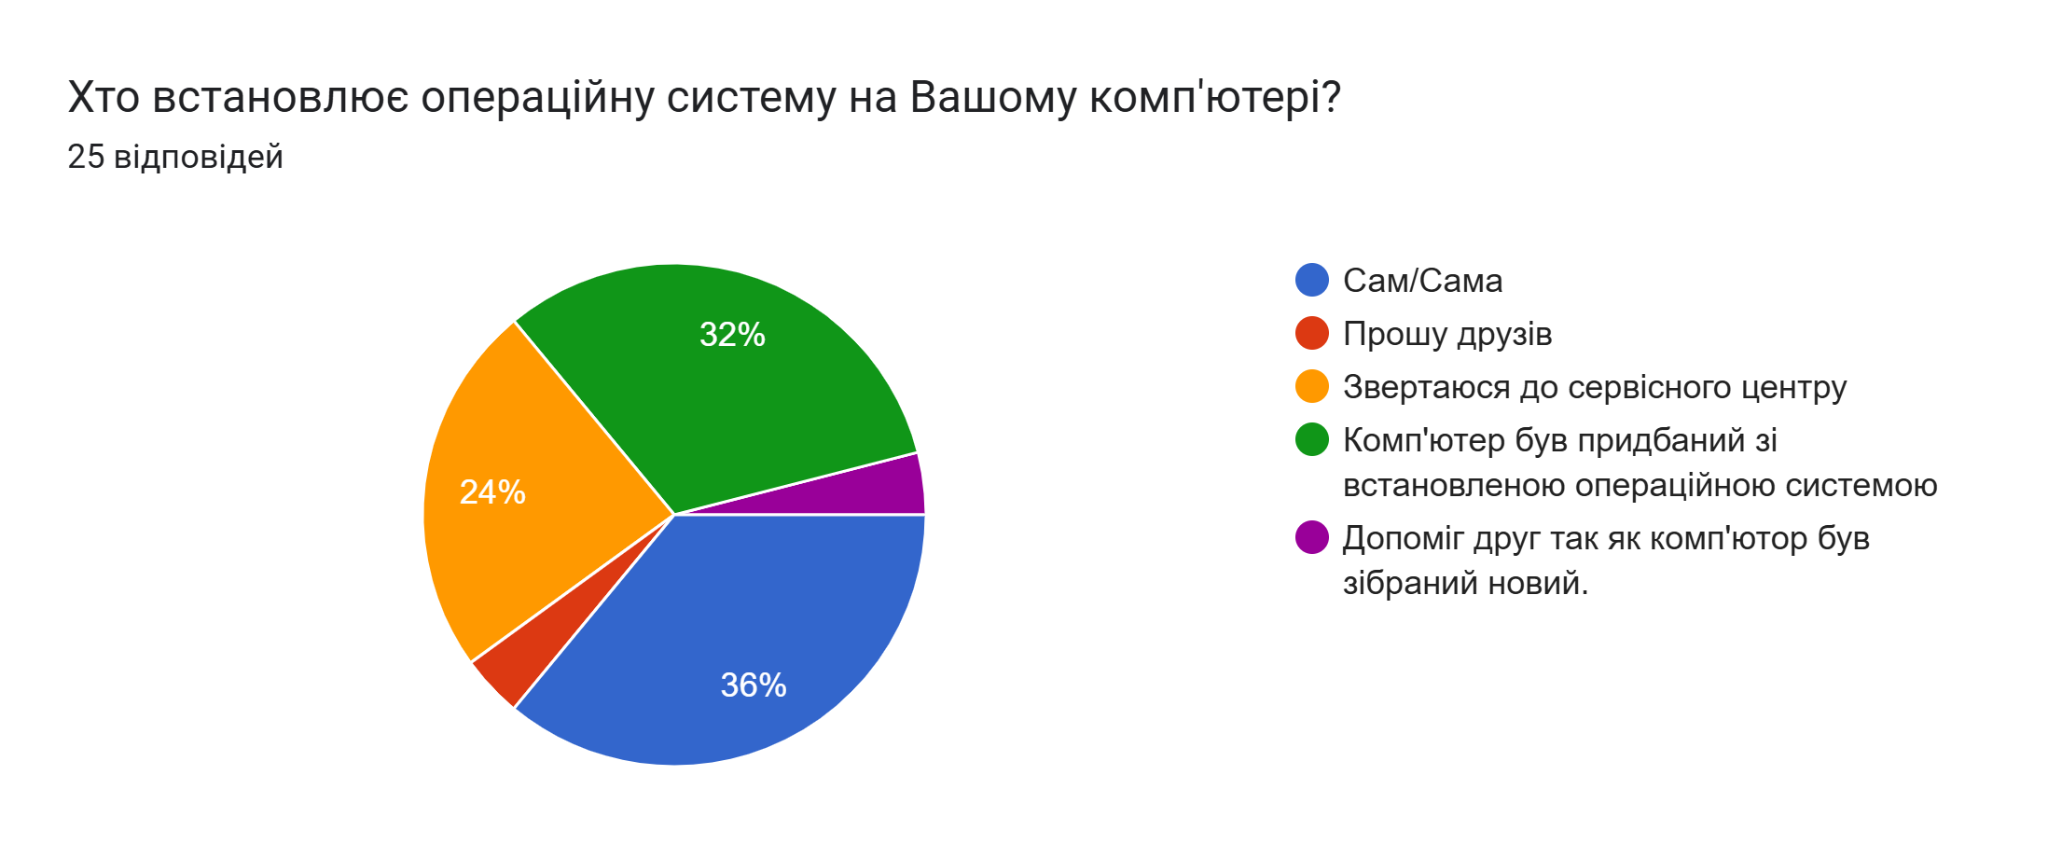 Хто встановлює операційну систему на Вашому комп'ютері?
25 відповідей
32%
24%
36%
Сам/Сама
Прошу друзів
Звертаюся до сервісного центру
Комп'ютер був придбаний зі
встановленою операційною системою
Допоміг друг так як комп'ютор був
зібраний новий.